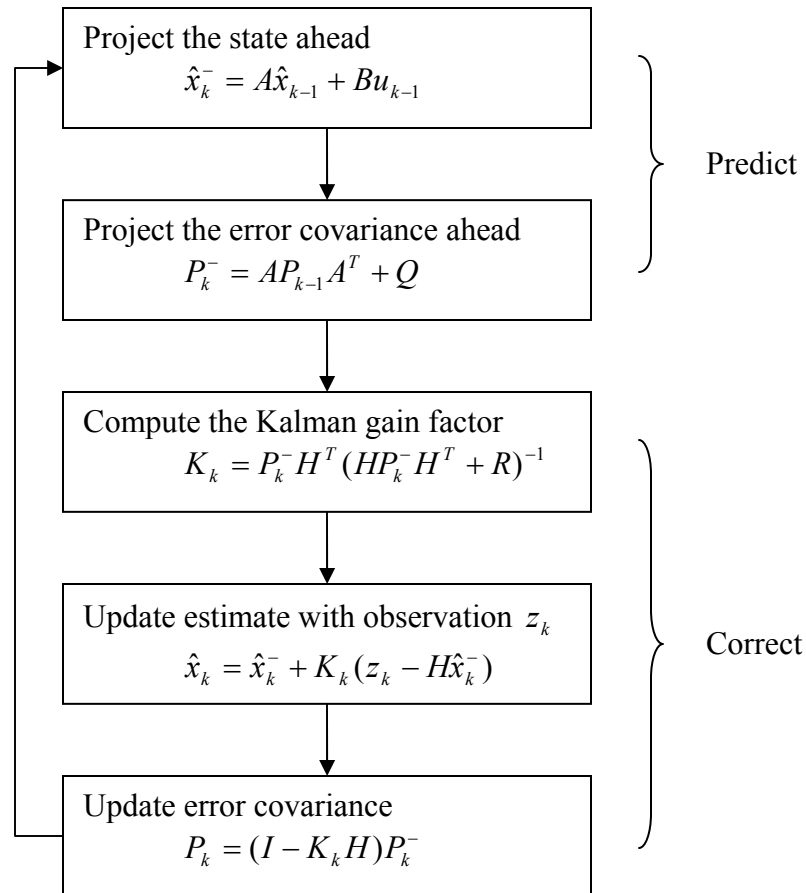 Project the state ahead
x̂ₖ⁻ = Ax̂ₖ₋₁ + Buₖ₋₁
Predict
Project the error covariance ahead
Pₖ⁻ = APₖ₋₁Aᵀ + Q
Compute the Kalman gain factor
Kₖ = Pₖ⁻Hᵀ(HPₖ⁻Hᵀ + R)⁻¹
Update estimate with observation zₖ
x̂ₖ = x̂ₖ⁻ + Kₖ(zₖ − Hx̂ₖ⁻)
Correct
Update error covariance
Pₖ = (I − KₖH)Pₖ⁻